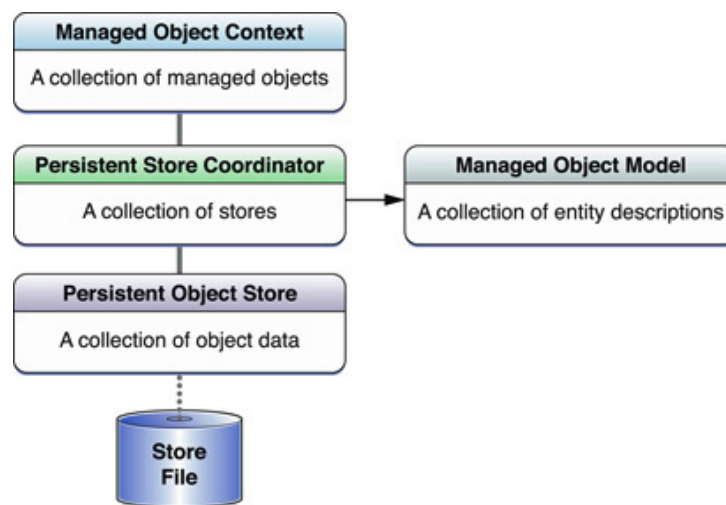 Managed Object Context
A collection of managed objects
Persistent Store Coordinator
A collection of stores
Managed Object Model
A collection of entity descriptions
Persistent Object Store
A collection of object data
Store
File